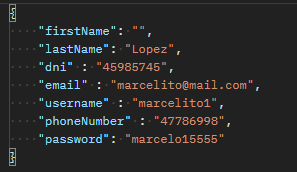 {
"firstName": "",
"lastName": "Lopez",
"dni" : "45985745",
"email" : "marcelito@mail.com",
"username" : "marcelito1",
"phoneNumber" : "47786998",
"password": "marcelo15555"
}